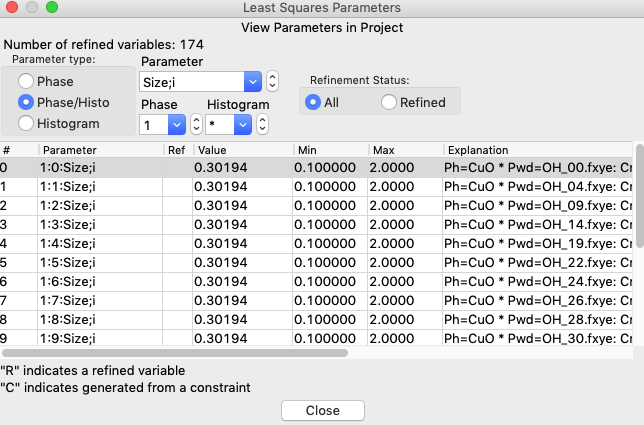 Least Squares Parameters
View Parameters in Project
Number of refined variables: 174
Parameter type:
Phase
Phase/Histo
Histogram
Parameter
Size;i
Phase
Histogram
1
*
Refinement Status:
All
Refined
# Parameter Ref Value Min Max Explanation
0 1:0:Size;i 0.30194 0.100000 2.0000 Ph=CuO * Pwd=OH_00.fxye: Cr
1 1:1:Size;i 0.30194 0.100000 2.0000 Ph=CuO * Pwd=OH_04.fxye: Cr
2 1:2:Size;i 0.30194 0.100000 2.0000 Ph=CuO * Pwd=OH_09.fxye: Cr
3 1:3:Size;i 0.30194 0.100000 2.0000 Ph=CuO * Pwd=OH_14.fxye: Cr
4 1:4:Size;i 0.30194 0.100000 2.0000 Ph=CuO * Pwd=OH_19.fxye: Cr
5 1:5:Size;i 0.30194 0.100000 2.0000 Ph=CuO * Pwd=OH_22.fxye: Cr
6 1:6:Size;i 0.30194 0.100000 2.0000 Ph=CuO * Pwd=OH_24.fxye: Cr
7 1:7:Size;i 0.30194 0.100000 2.0000 Ph=CuO * Pwd=OH_26.fxye: Cr
8 1:8:Size;i 0.30194 0.100000 2.0000 Ph=CuO * Pwd=OH_28.fxye: Cr
9 1:9:Size;i 0.30194 0.100000 2.0000 Ph=CuO * Pwd=OH_30.fxye: Cr
"R" indicates a refined variable
"C" indicates generated from a constraint
Close